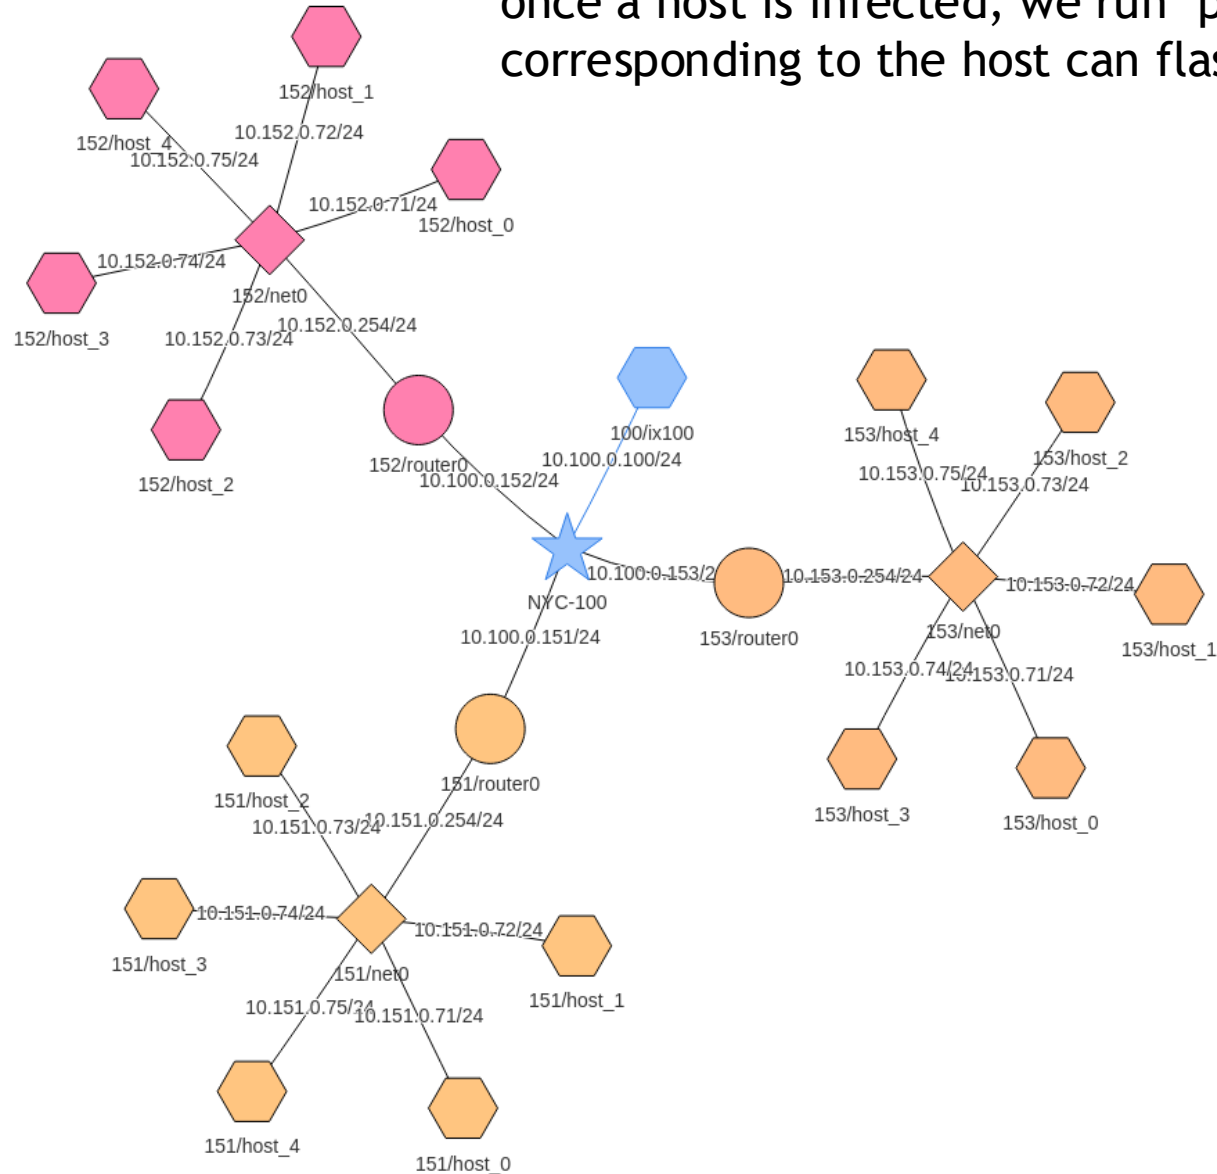 once a host is infected, we run
corresponding to the host can
152/host_1
152/host_4
10.152.0.72/24
10.152.0.75/24
10.152.0.71/24
152/host_0
10.152.0.74/24
152/net0
152/host_3
10.152.0.73/24
10.152.0.254/24
152/router0
10.100.0.152/24
152/host_2
100/ix100
10.100.0.100/24
153/host_4
153/host_2
10.153.0.75/24
10.153.0.73/24
10.100.0.153/2
10.153.0.254/24
10.153.0.72/24
NYC-100
153/router0
153/net0
153/host_1
10.100.0.151/24
10.153.0.74/24
10.153.0.71/24
151/router0
151/host_2
153/host_3
153/host_0
10.151.0.73/24
10.151.0.254/24
10.151.0.74/24
10.151.0.72/24
151/host_3
151/net0
151/host_1
10.151.0.75/24
10.151.0.71/24
151/host_4
151/host_0